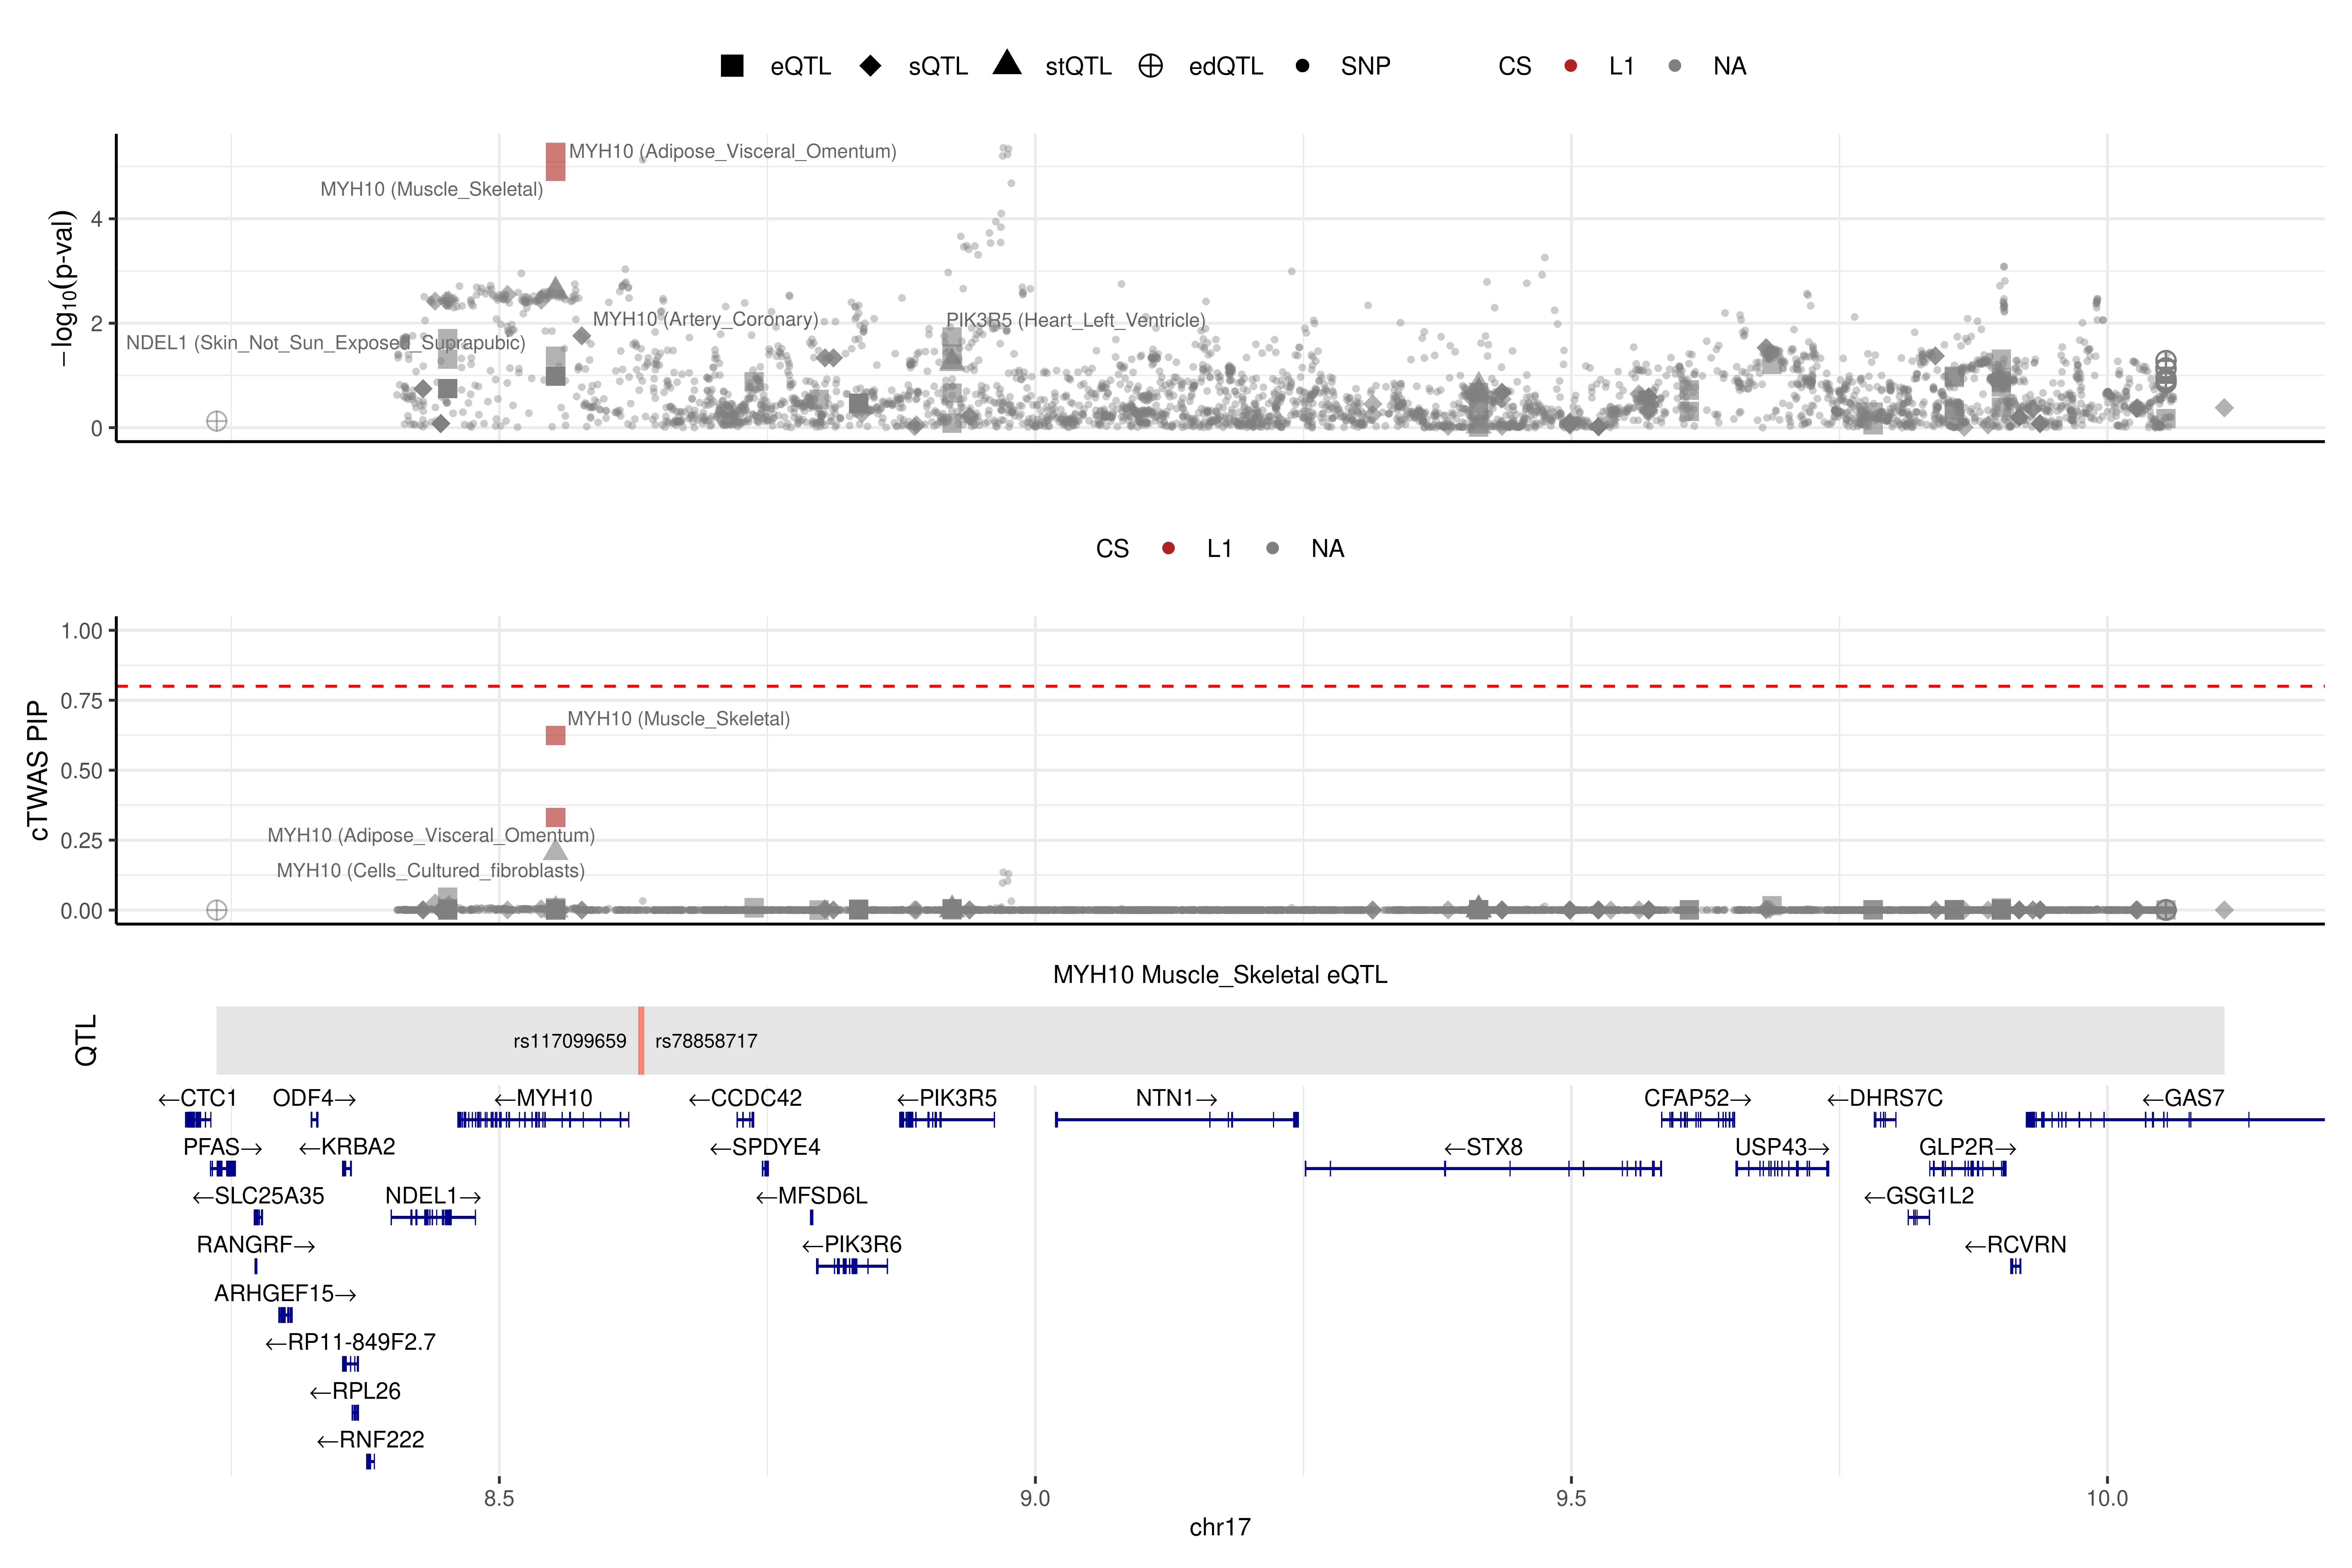 eQTL sQTL stQTL edQTL SNP CS L1 NA
MYH10 (Adipose_Visceral_Omentum)
MYH10 (Muscle_Skeletal)
MYH10 (Artery_Coronary)
PIK3R5 (Heart_Left_Ventricle)
NDEL1 (Skin_Not_Sun_Exposed_Suprapubic)
−log10(p-val)
4
2
0
CS L1 NA
cTWAS PIP
1.00
0.75
0.50
0.25
0.00
MYH10 (Muscle_Skeletal)
MYH10 (Adipose_Visceral_Omentum)
MYH10 (Cells_Cultured_fibroblasts)
MYH10 Muscle_Skeletal eQTL
QTL
rs117099659 rs78858717
←CTC1 ODF4→ ←MYH10 ←CCDC42 ←PIK3R5 NTN1→ CFAP52→ ←DHRS7C ←GAS7
PFAS→ ←KRBA2 ←SPDYE4 ←STX8 USP43→ GLP2R→
←SLC25A35 NDEL1→ ←MFSD6L ←GSG1L2
RANGRF→ ←PIK3R6 ←RCVRN
ARHGEF15→
←RP11-849F2.7
←RPL26
←RNF222
8.5 9.0 9.5 10.0
chr17